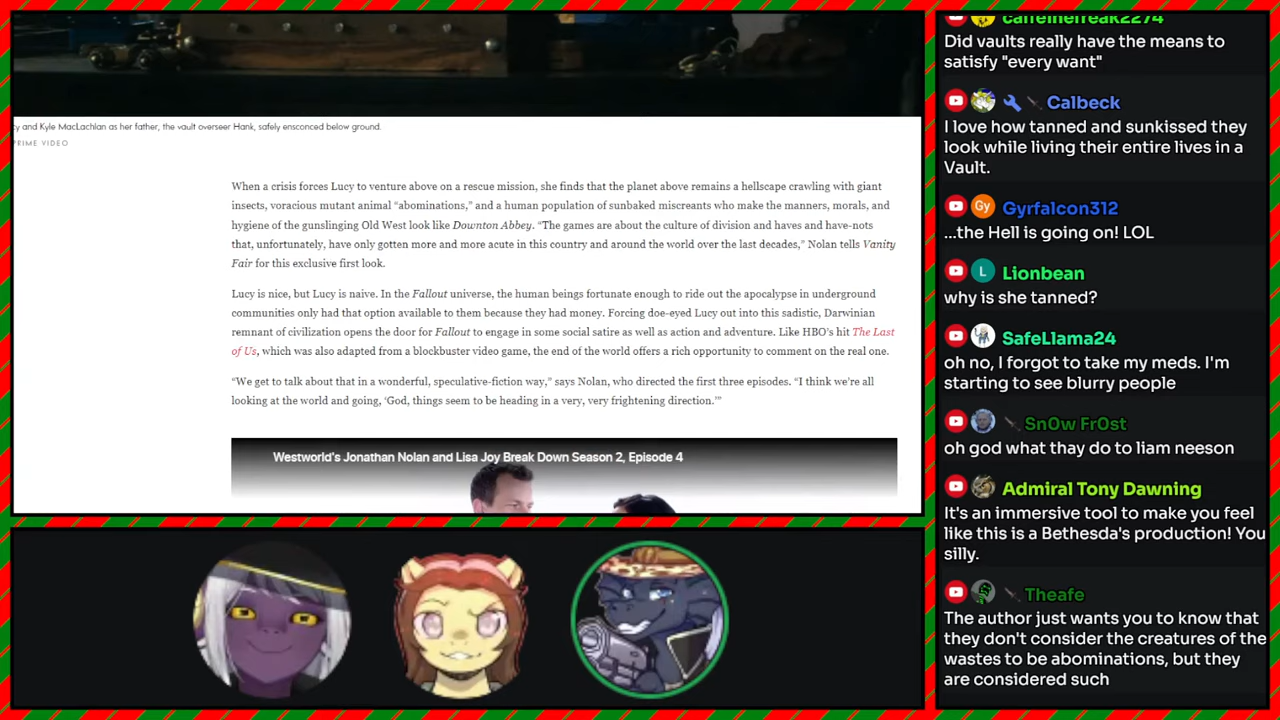 cy and Kyle MacLachlan as her father, the vault overseer Hank, safely ensconced below ground.
PRIME VIDEO
When a crisis forces Lucy to venture above on a rescue mission, she finds that the planet above remains a hellscape crawling with giant
insects, voracious mutant animal “abominations,” and a human population of sunbaked miscreants who make the manners, morals, and
hygiene of the gunslinging Old West look like Downton Abbey. “The games are about the culture of division and haves and have-nots
that, unfortunately, have only gotten more and more acute in this country and around the world over the last decades,” Nolan tells Vanity
Fair for this exclusive first look.
Lucy is nice, but Lucy is naive. In the Fallout universe, the human beings fortunate enough to ride out the apocalypse in underground
communities only had that option available to them because they had money. Forcing doe-eyed Lucy out into this sadistic, Darwinian
remnant of civilization opens the door for Fallout to engage in some social satire as well as action and adventure. Like HBO’s hit The Last
of Us, which was also adapted from a blockbuster video game, the end of the world offers a rich opportunity to comment on the real one.
“We get to talk about that in a wonderful, speculative-fiction way,” says Nolan, who directed the first three episodes. “I think we’re all
looking at the world and going, ‘God, things seem to be heading in a very, very frightening direction.’”
Westworld's Jonathan Nolan and Lisa Joy Break Down Season 2, Episode 4
caffeinefreak2274
Did vaults really have the means to
satisfy "every want"
Calbeck
I love how tanned and sunkissed they
look while living their entire lives in a
Vault.
Gy
Gyrfalcon312
...the Hell is going on! LOL
L
Lionbean
why is she tanned?
SafeLlama24
oh no, I forgot to take my meds. I'm
starting to see blurry people
Sn0w Fr0st
oh god what thay do to liam neeson
Admiral Tony Dawning
It's an immersive tool to make you feel
like this is a Bethesda's production! You
silly.
Theafe
The author just wants you to know that
they don't consider the creatures of the
wastes to be abominations, but they
are considered such